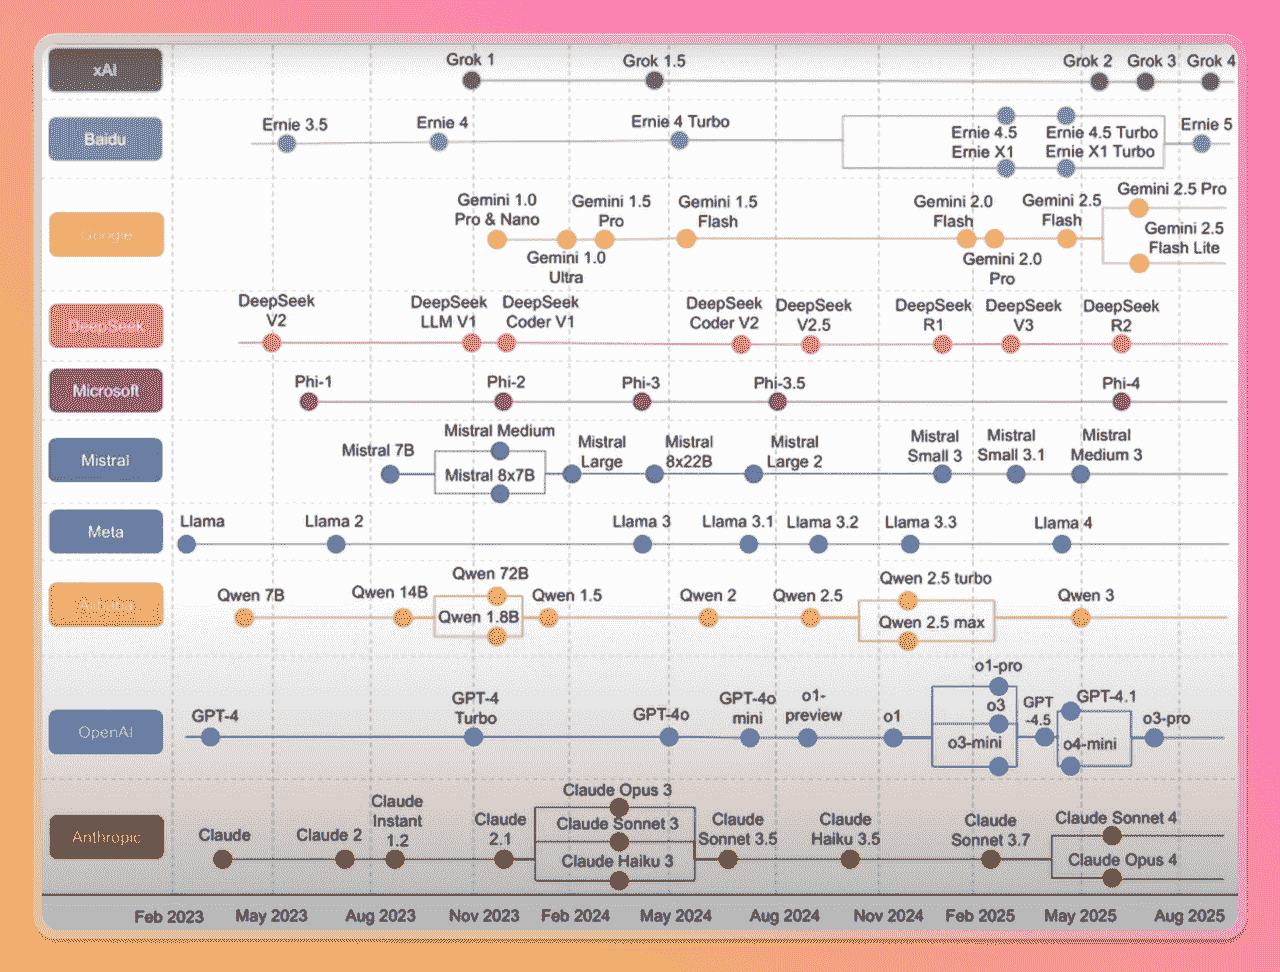 xAI
Grok 1
Grok 1.5
Grok 2
Grok 3
Grok 4
Baidu
Ernie 3.5
Ernie 4
Ernie 4 Turbo
Ernie 4.5
Ernie X1
Ernie 4.5 Turbo
Ernie X1 Turbo
Ernie 5
Google
Gemini 1.0
Pro & Nano
Gemini 1.0
Ultra
Gemini 1.5
Pro
Gemini 1.5
Flash
Gemini 2.0
Flash
Gemini 2.0
Pro
Gemini 2.5
Flash
Gemini 2.5 Pro
Gemini 2.5
Flash Lite
DeepSeek
DeepSeek
V2
DeepSeek
LLM V1
DeepSeek
Coder V1
DeepSeek
Coder V2
DeepSeek
V2.5
DeepSeek
R1
DeepSeek
V3
DeepSeek
R2
Microsoft
Phi-1
Phi-2
Phi-3
Phi-3.5
Phi-4
Mistral
Mistral 7B
Mistral Medium
Mistral 8x7B
Mistral
Large
Mistral
8x22B
Mistral
Large 2
Mistral
Small 3
Mistral
Small 3.1
Mistral
Medium 3
Meta
Llama
Llama 2
Llama 3
Llama 3.1
Llama 3.2
Llama 3.3
Llama 4
Alibaba
Qwen 7B
Qwen 14B
Qwen 72B
Qwen 1.8B
Qwen 1.5
Qwen 2
Qwen 2.5
Qwen 2.5 turbo
Qwen 2.5 max
Qwen 3
OpenAI
GPT-4
GPT-4
Turbo
GPT-4o
GPT-4o
mini
o1-
preview
o1
o1-pro
o3
o3-mini
GPT
-4.5
GPT-4.1
o4-mini
o3-pro
Anthropic
Claude
Claude 2
Claude
Instant
1.2
Claude
2.1
Claude Opus 3
Claude Sonnet 3
Claude Haiku 3
Claude
Sonnet 3.5
Claude
Haiku 3.5
Claude
Sonnet 3.7
Claude Sonnet 4
Claude Opus 4
Feb 2023
May 2023
Aug 2023
Nov 2023
Feb 2024
May 2024
Aug 2024
Nov 2024
Feb 2025
May 2025
Aug 2025